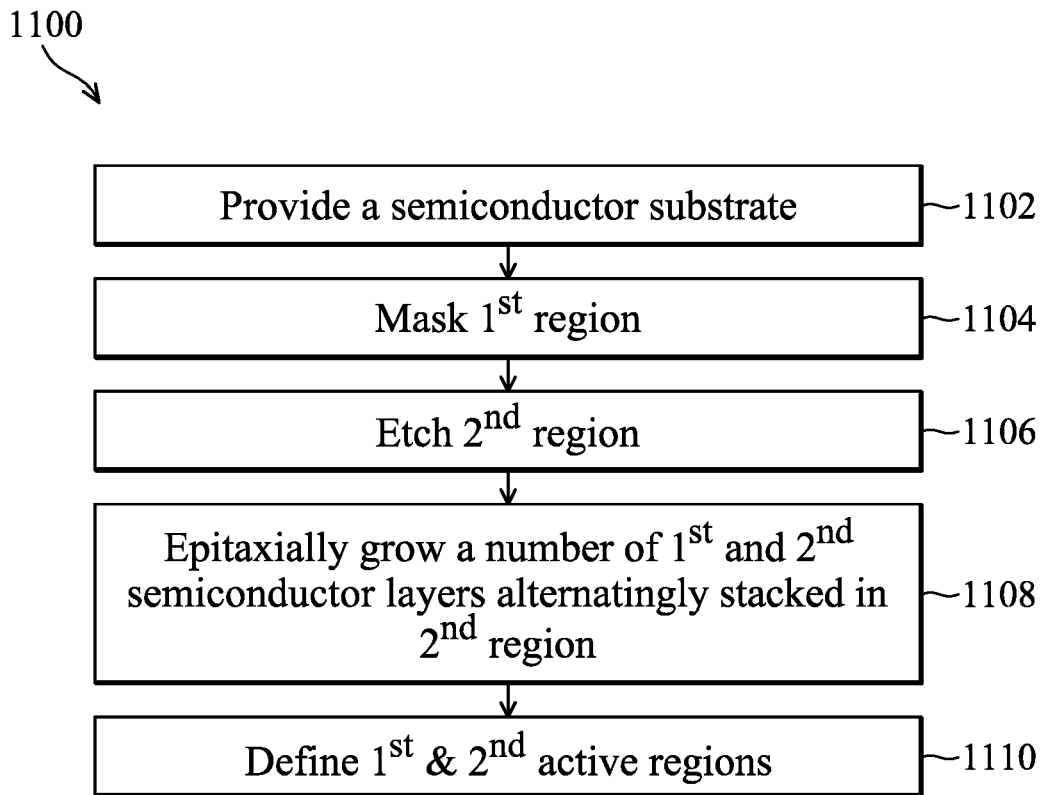 1100
Provide a semiconductor substrate
1102
Mask 1st region
1104
Etch 2nd region
1106
Epitaxially grow a number of 1st and 2nd
semiconductor layers alternatingly stacked in
2nd region
1108
Define 1st & 2nd active regions
1110